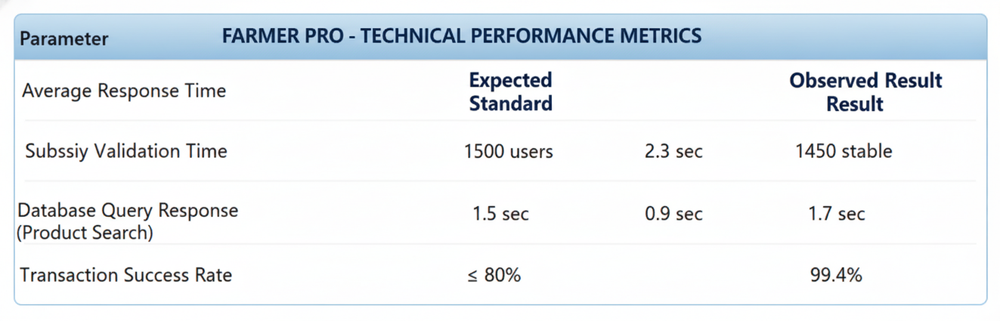 Parameter FARMER PRO - TECHNICAL PERFORMANCE METRICS
Average Response Time Expected Standard Observed Result Result
Subssiy Validation Time 1500 users 2.3 sec 1450 stable
Database Query Response (Product Search) 1.5 sec 0.9 sec 1.7 sec
Transaction Success Rate ≤ 80% 99.4%